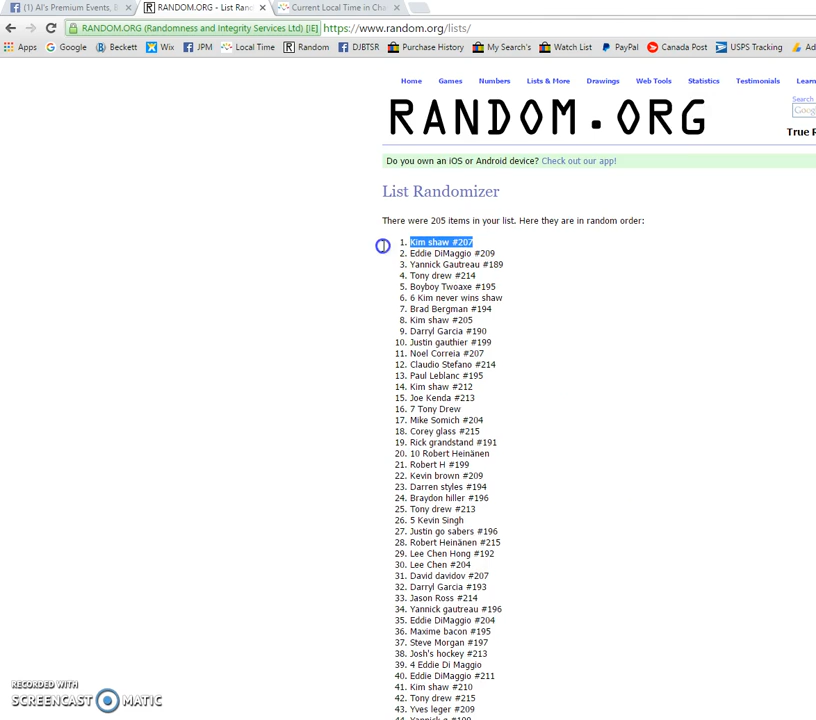 (1) Al's Premium Events, B
RANDOM.ORG - List Ran
Current Local Time in Cha
RANDOM.ORG (Randomness and Integrity Services Ltd) [IE] https://www.random.org/lists/
Apps Google Beckett Wix JPM Local Time Random DJBTSR Purchase History My Search's Watch List PayPal Canada Post USPS Tracking Ad
Home Games Numbers Lists & More Drawings Web Tools Statistics Testimonials Learn
Search
Goog
RANDOM.ORG
True R
Do you own an iOS or Android device? Check out our app!
List Randomizer
There were 205 items in your list. Here they are in random order:
1. Kim shaw #207
2. Eddie DiMaggio #209
3. Yannick Gautreau #189
4. Tony drew #214
5. Boyboy Twoaxe #195
6. 6 Kim never wins shaw
7. Brad Bergman #194
8. Kim shaw #205
9. Darryl Garcia #190
10. Justin gauthier #199
11. Noel Correia #207
12. Claudio Stefano #214
13. Paul Leblanc #195
14. Kim shaw #212
15. Joe Kenda #213
16. 7 Tony Drew
17. Mike Somich #204
18. Corey glass #215
19. Rick grandstand #191
20. 10 Robert Heinänen
21. Robert H #199
22. Kevin brown #209
23. Darren styles #194
24. Braydon hiller #196
25. Tony drew #213
26. 5 Kevin Singh
27. Justin go sabers #196
28. Robert Heinänen #215
29. Lee Chen Hong #192
30. Lee Chen #204
31. David davidov #207
32. Darryl Garcia #193
33. Jason Ross #214
34. Yannick gautreau #196
35. Eddie DiMaggio #204
36. Maxime bacon #195
37. Steve Morgan #197
38. Josh's hockey #213
39. 4 Eddie Di Maggio
40. Eddie DiMaggio #211
41. Kim shaw #210
42. Tony drew #215
43. Yves leger #209
RECORDED WITH
SCREENCAST MATIC